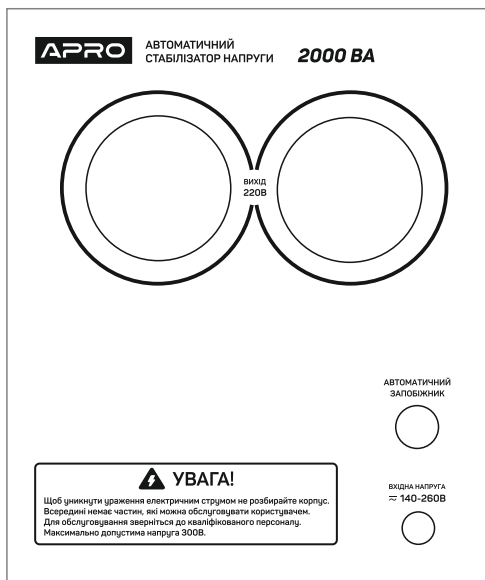 APRO
АВТОМАТИЧНИЙ
СТАБІЛІЗАТОР НАПРУГИ
2000 ВА
ВИХІД
220В
АВТОМАТИЧНИЙ
ЗАПОБІЖНИК
УВАГА!
Щоб уникнути ураження електричним струмом не розбирайте корпус.
Всередині немає частин, які можна обслуговувати користувачем.
Для обслуговування зверніться до кваліфікованого персоналу.
Максимально допустима напруга 300В.
ВХІДНА НАПРУГА
≂ 140-260В